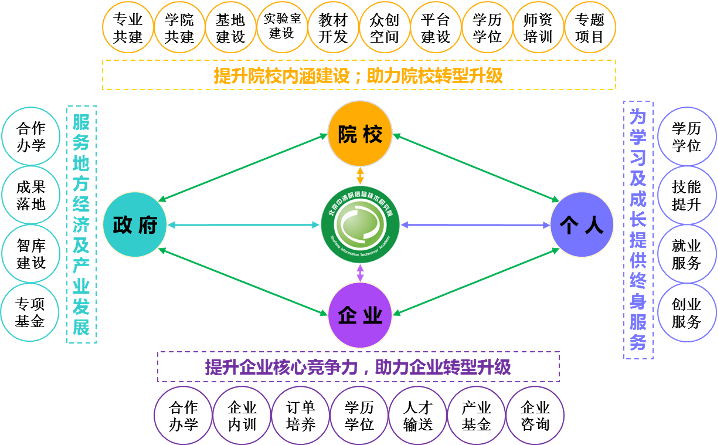 专业
共建
学院
共建
基地
建设
实验室
建设
教材
开发
众创
空间
平台
建设
学历
学位
师资
培训
专题
项目
提升院校内涵建设；助力院校转型升级
合作
办学
成果
落地
智库
建设
专项
基金
服务地方经济及产业发展
院校
政府
个人
企业
为学习及成长提供终身服务
学历
学位
技能
提升
就业
服务
创业
服务
提升企业核心竞争力，助力企业转型升级
合作
办学
企业
内训
订单
培养
学历
学位
人才
输送
产业
基金
企业
咨询